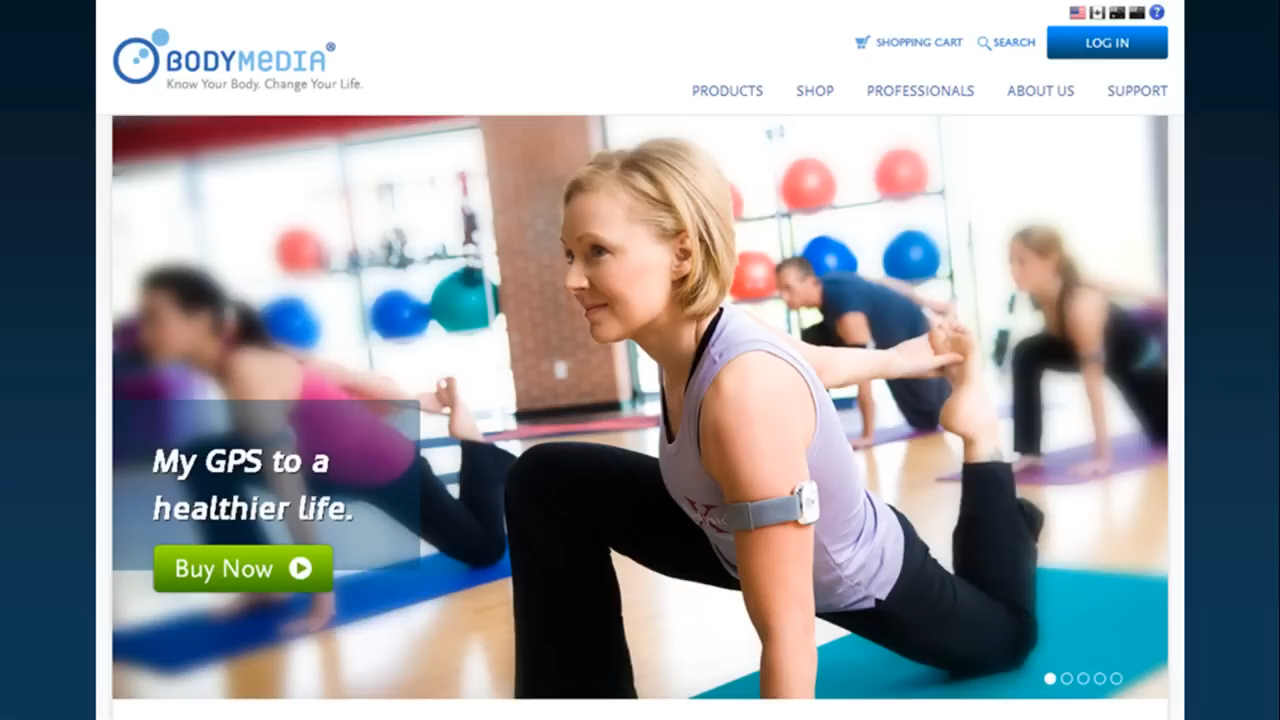 BODYMEDIA®
Know Your Body. Change Your Life.
?
SHOPPING CART
SEARCH
LOG IN
PRODUCTS
SHOP
PROFESSIONALS
ABOUT US
SUPPORT
My GPS to a
healthier life.
Buy Now